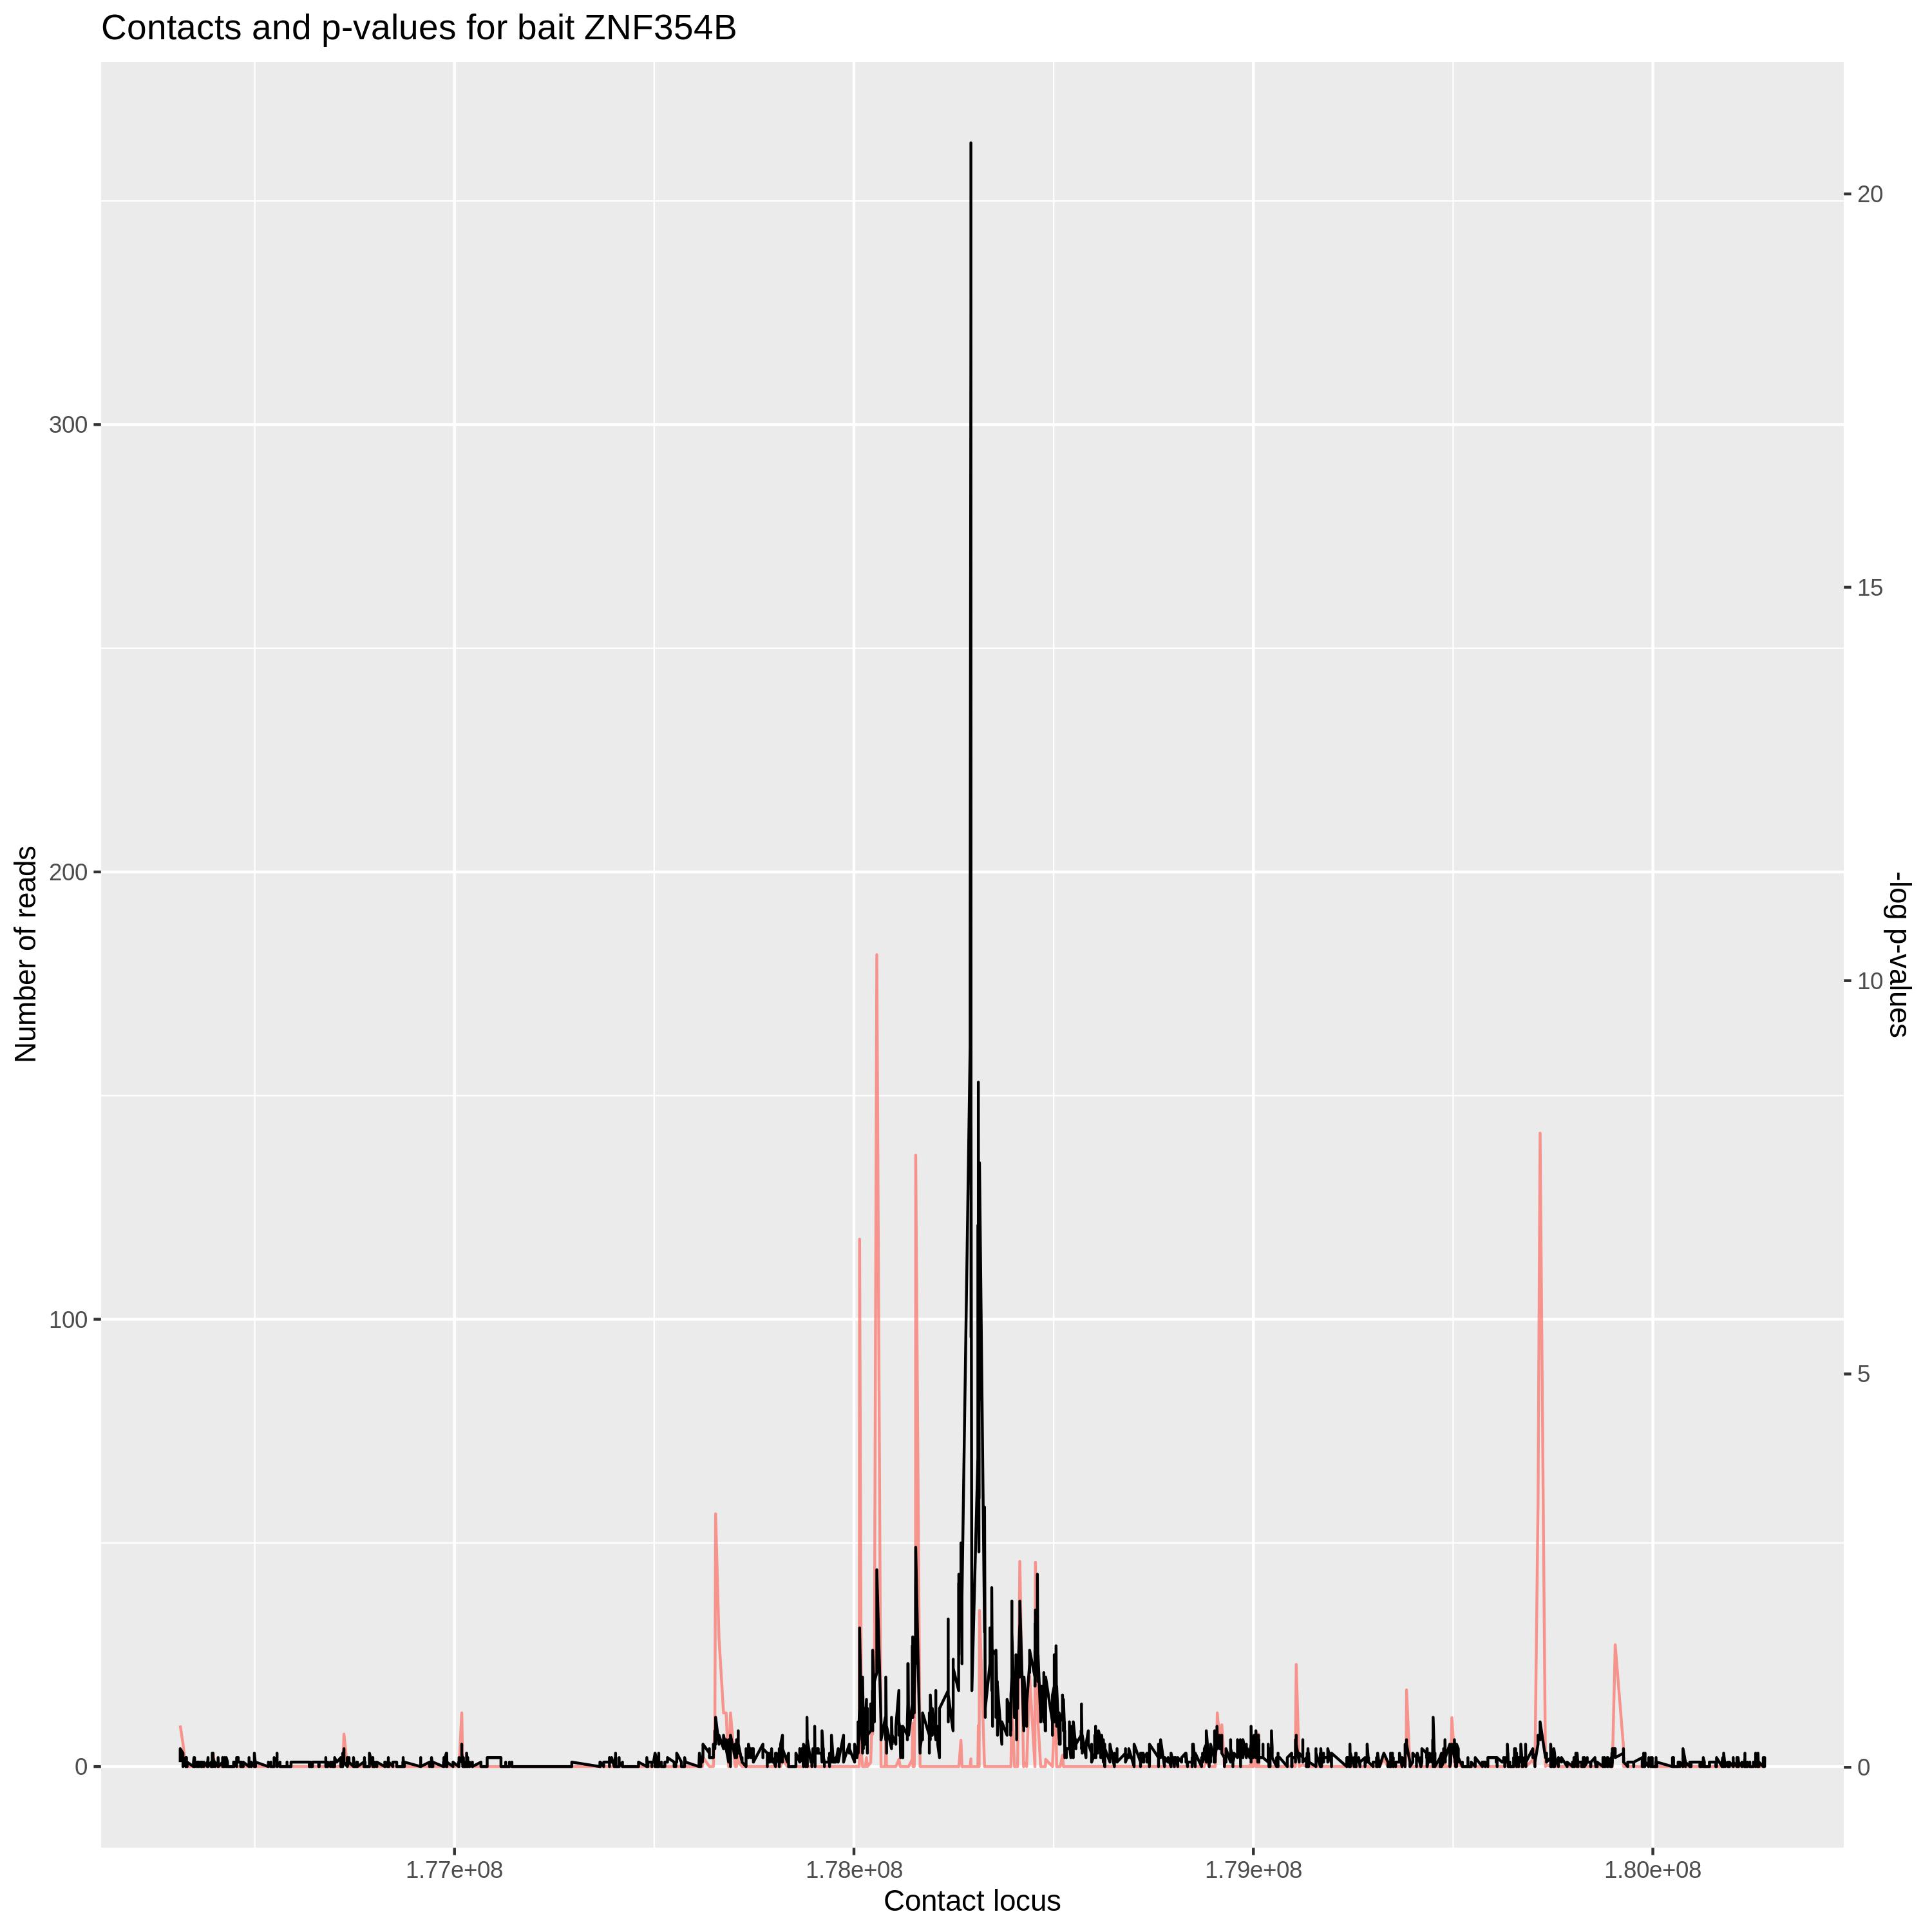 Contacts and p-values for bait ZNF354B
300
200
100
0
Number of reads
20
15
10
5
0
-log p-values
1.77e+08 1.78e+08 1.79e+08 1.80e+08
Contact locus